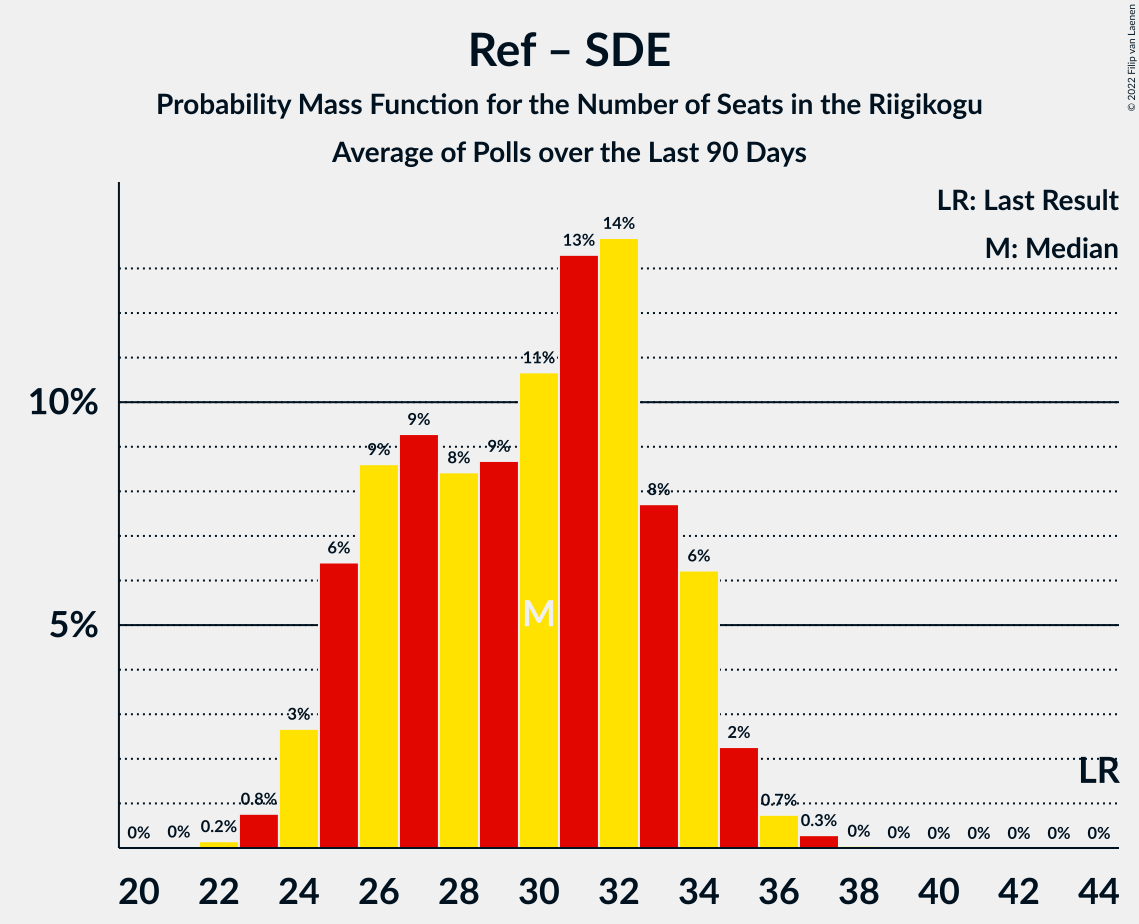 Ref – SDE
Probability Mass Function for the Number of Seats in the Riigikogu
Average of Polls over the Last 90 Days
© 2022 Filip van Laenen
LR: Last Result
M: Median
10%
5%
0% 0% 0.2% 0.8% 3% 6% 9% 9% 8% 9% 11% 13% 14% 8% 6% 2% 0.7% 0.3% 0% 0% 0% 0% 0% 0% 0%
M
LR
20 22 24 26 28 30 32 34 36 38 40 42 44